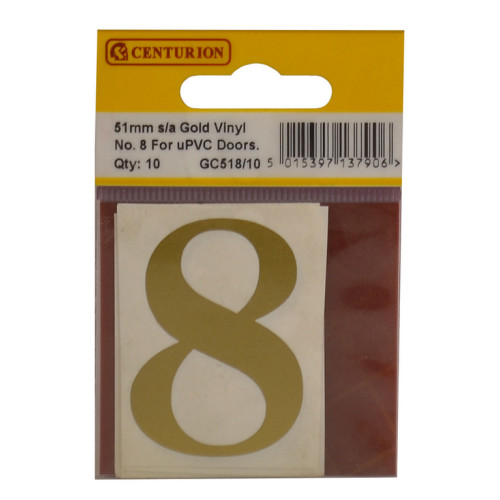 CENTURION
51mm s/a Gold Vinyl
No. 8 For uPVC Doors.
Qty: 10 GC518/10
5 015397 137906 >
8